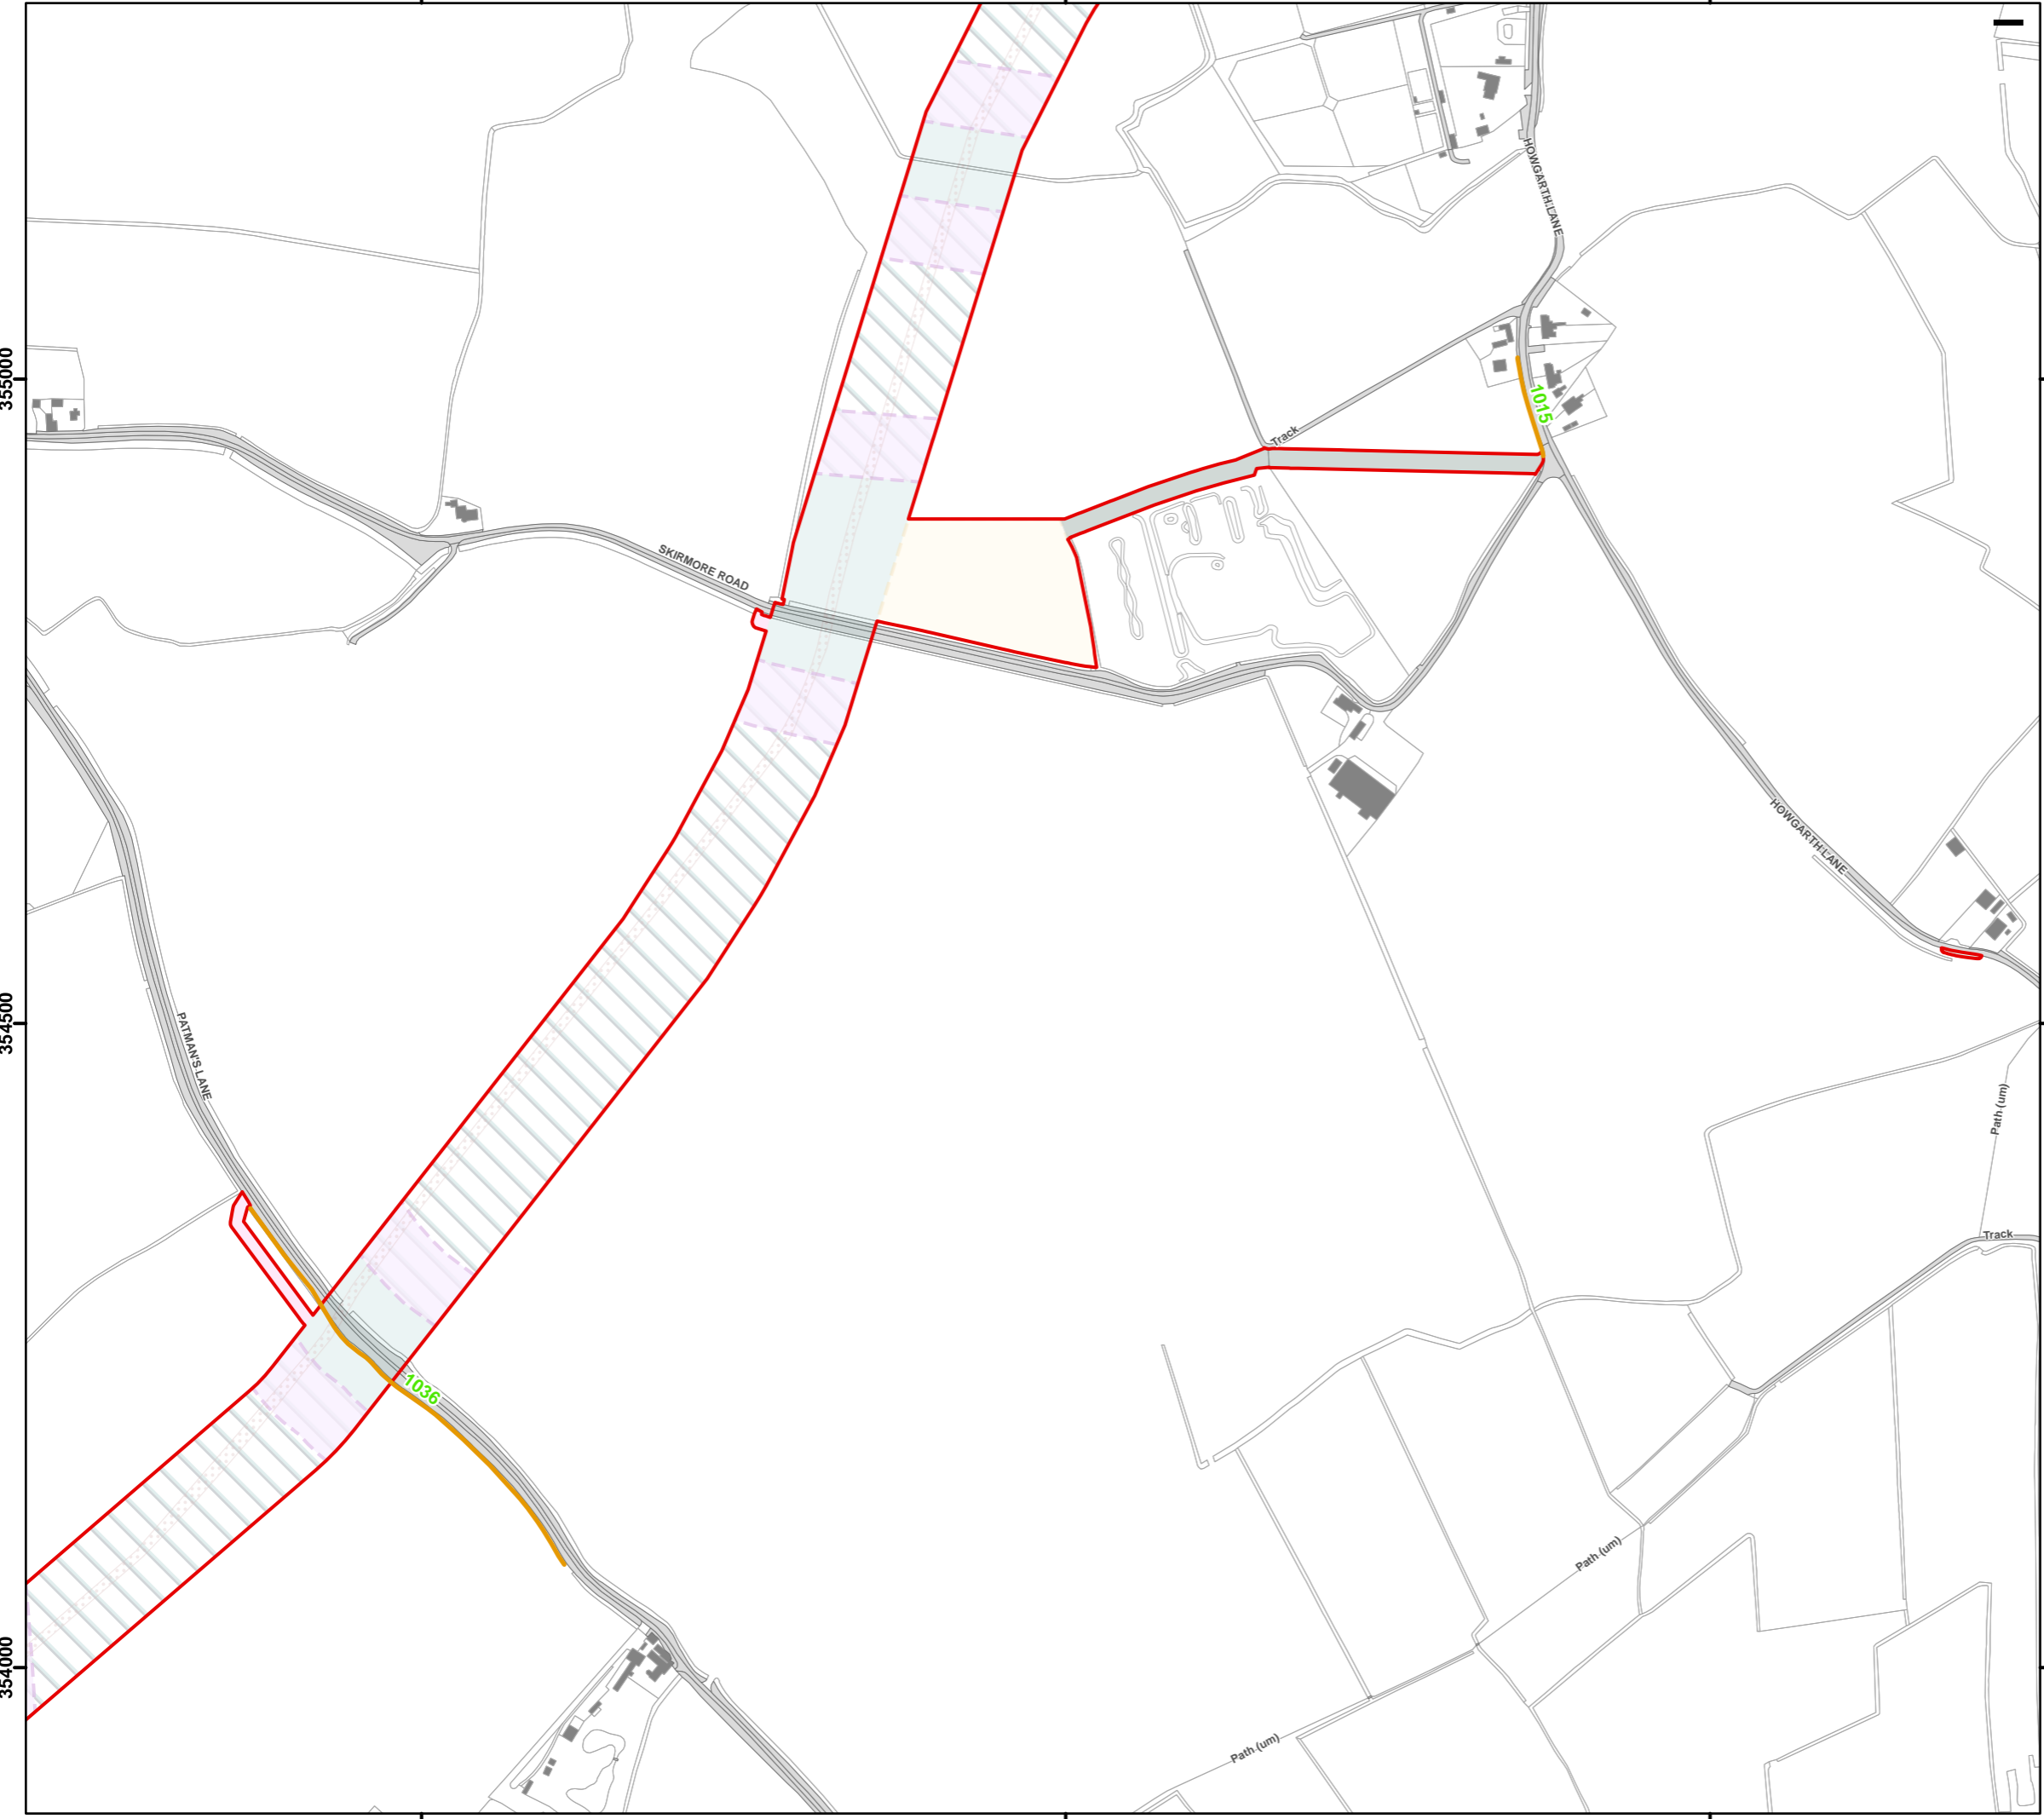 HOWGARTH LANE
355000
1015
Track
SKIRMORE ROAD
HOWGARTH LANE
354500
PATMAN'S LANE
Path (um)
Track
1036
Path (um)
354000
Path (um)